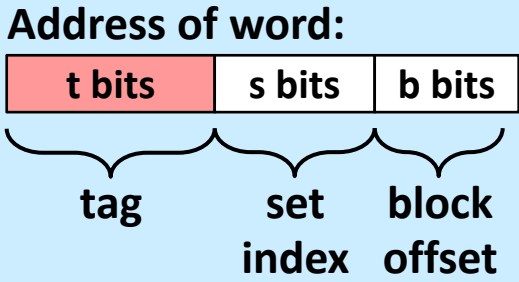 Address of word:
t bits s bits b bits
tag set block
index offset